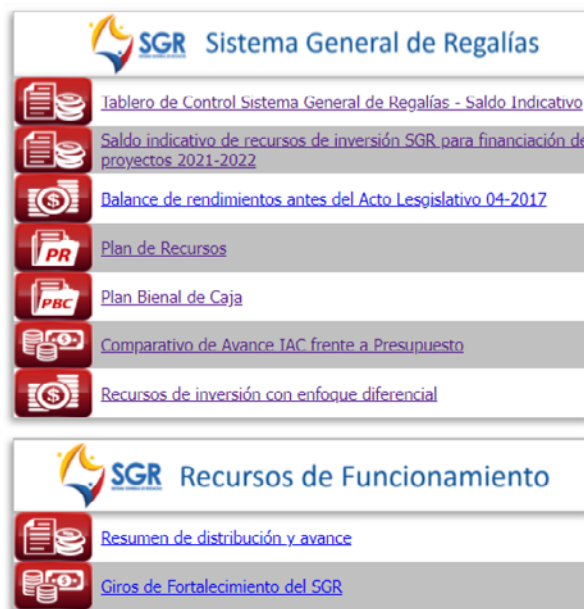 SGR Sistema General de Regalías
Tablero de Control Sistema General de Regalías - Saldo Indicativo
Saldo indicativo de recursos de inversión SGR para financiación de
proyectos 2021-2022
Balance de rendimientos antes del Acto Lesgislativo 04-2017
PR Plan de Recursos
PBC Plan Bienal de Caja
Comparativo de Avance IAC frente a Presupuesto
Recursos de inversión con enfoque diferencial
SGR Recursos de Funcionamiento
Resumen de distribución y avance
Giros de Fortalecimiento del SGR